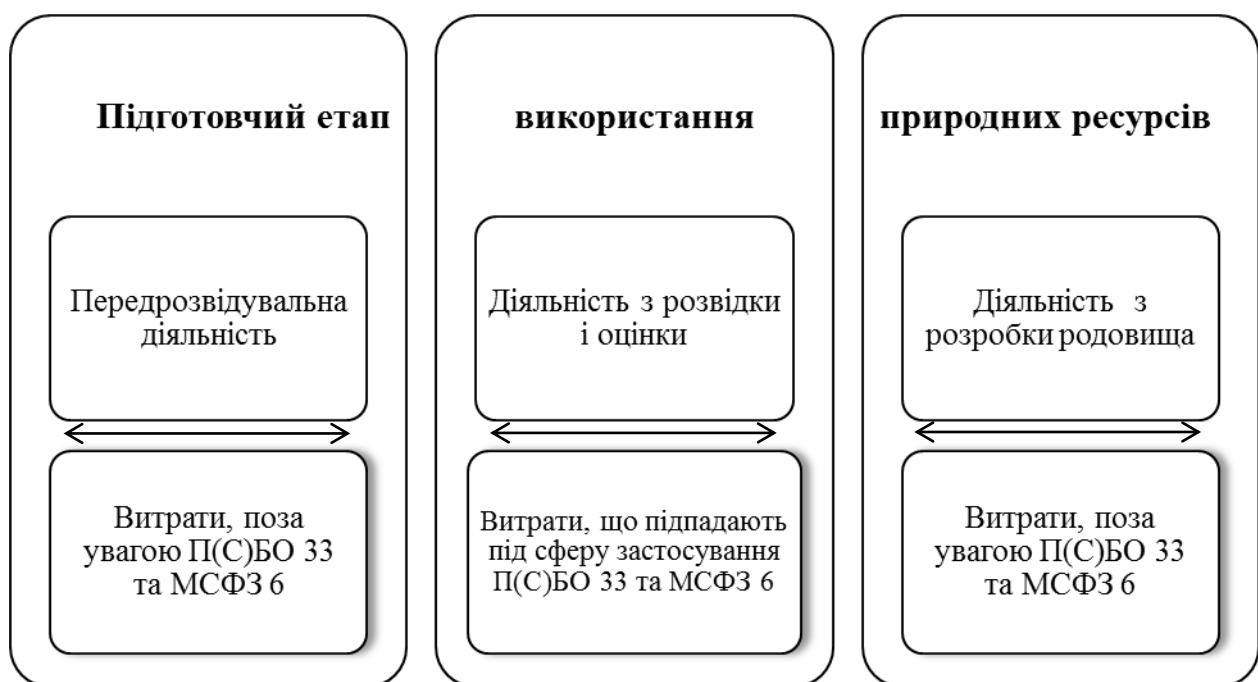 Підготовчий етап використання природних ресурсів
Передрозвідувальна
діяльність
Діяльність з розвідки
і оцінки
Діяльність з
розробки родовища
Витрати, поза
увагою П(С)БО 33
та МСФЗ 6
Витрати, що підпадають
під сферу застосування
П(С)БО 33 та МСФЗ 6
Витрати, поза
увагою П(С)БО 33
та МСФЗ 6